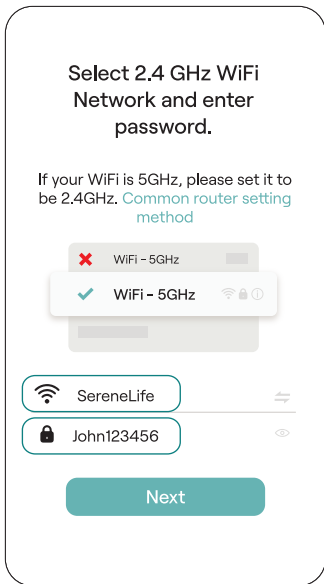 Select 2.4 GHz WiFi
Network and enter
password.
If your WiFi is 5GHz, please set it to
be 2.4GHz. Common router setting
method
WiFi - 5GHz
WiFi - 5GHz
SereneLife
John123456
Next